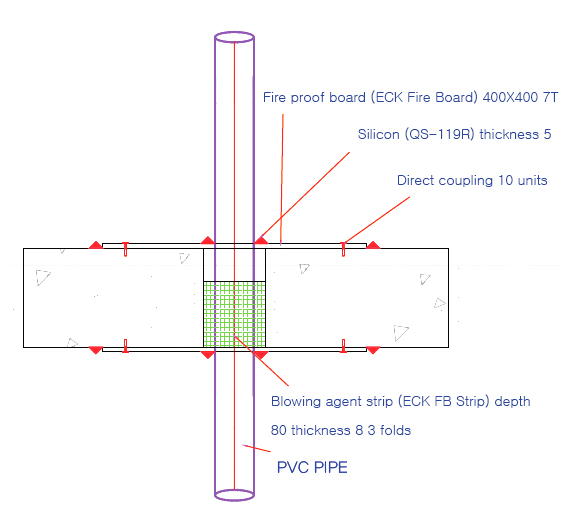 Fire proof board (ECK Fire Board) 400X400 7T
Silicon (QS-119R) thickness 5
Direct coupling 10 units
Blowing agent strip (ECK FB Strip) depth
80 thickness 8 3 folds
PVC PIPE